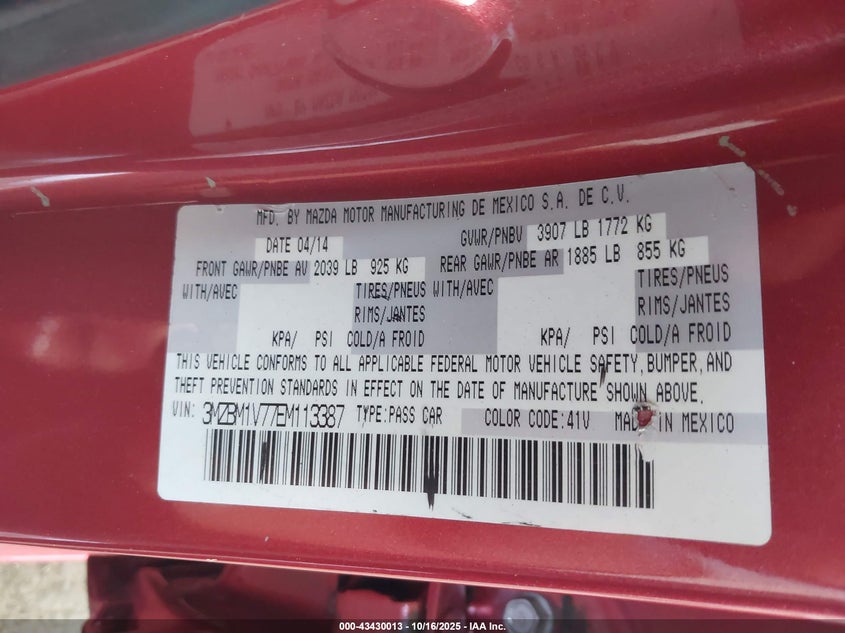 MFD. BY MAZDA MOTOR MANUFACTURING DE MEXICO S.A. DE C.V.
DATE 04/14 GVWR/PNBV 3907 LB 1772 KG
FRONT GAWR/PNBE AV 2039 LB 925 KG REAR GAWR/PNBE AR 1885 LB 855 KG
WITH/AVEC TIRES/PNEUS WITH/AVEC TIRES/PNEUS
RIMS/JANTES RIMS/JANTES
KPA/ PSI COLD/A FROID KPA/ PSI COLD/A FROID
THIS VEHICLE CONFORMS TO ALL APPLICABLE FEDERAL MOTOR VEHICLE SAFETY, BUMPER, AND
THEFT PREVENTION STANDARDS IN EFFECT ON THE DATE OF MANUFACTURE SHOWN ABOVE.
VIN: 3MZBM1V77EM113387 TYPE:PASS CAR COLOR CODE:41V MADE IN MEXICO
000-43430013 - 10/16/2025 - IAA Inc.